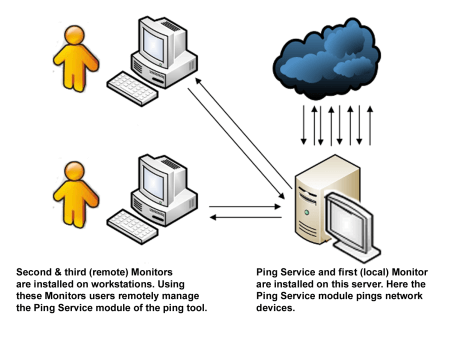 Second & third (remote) Monitors
are installed on workstations. Using
these Monitors users remotely manage
the Ping Service module of the ping tool.
Ping Service and first (local) Monitor
are installed on this server. Here the
Ping Service module pings network
devices.